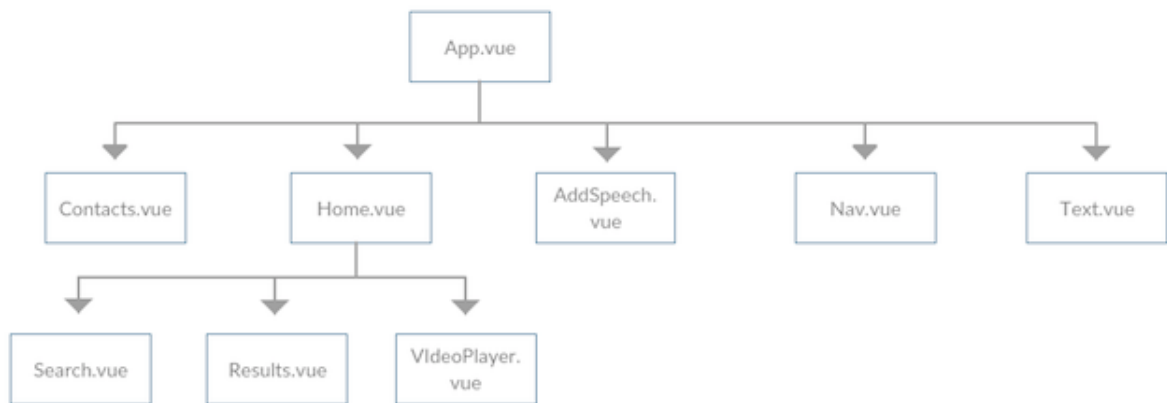 App.vue
Contacts.vue
Home.vue
AddSpeech.
vue
Nav.vue
Text.vue
Search.vue
Results.vue
VIdeoPlayer.
vue